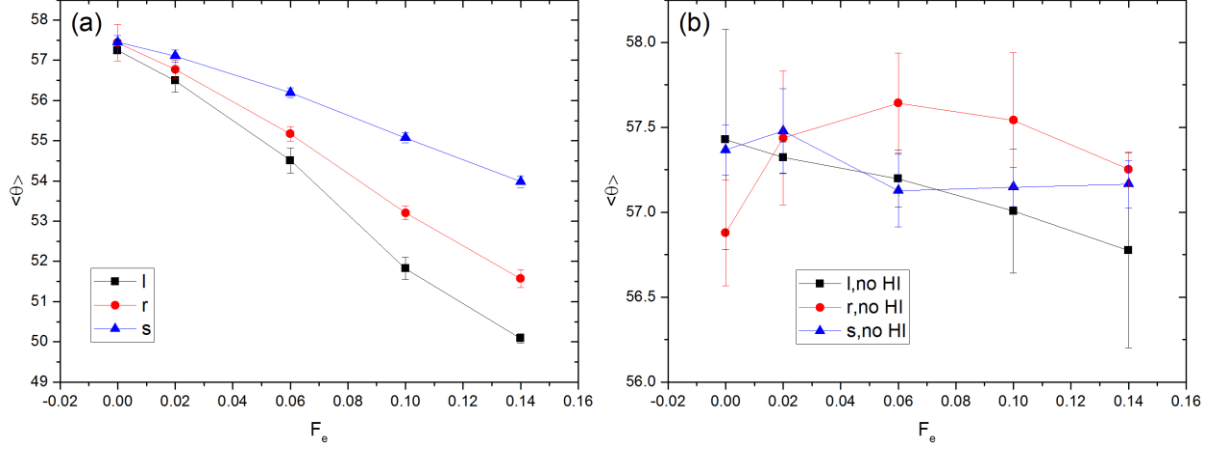 (a)
58
57
56
55
54
53
52
51
50
49
<θ>
l
r
s
-0.02 0.00 0.02 0.04 0.06 0.08 0.10 0.12 0.14 0.16
Fₑ
(b)
58.0
57.5
57.0
56.5
56.0
<θ>
l,no HI
r,no HI
s,no HI
-0.02 0.00 0.02 0.04 0.06 0.08 0.10 0.12 0.14 0.16
Fₑ